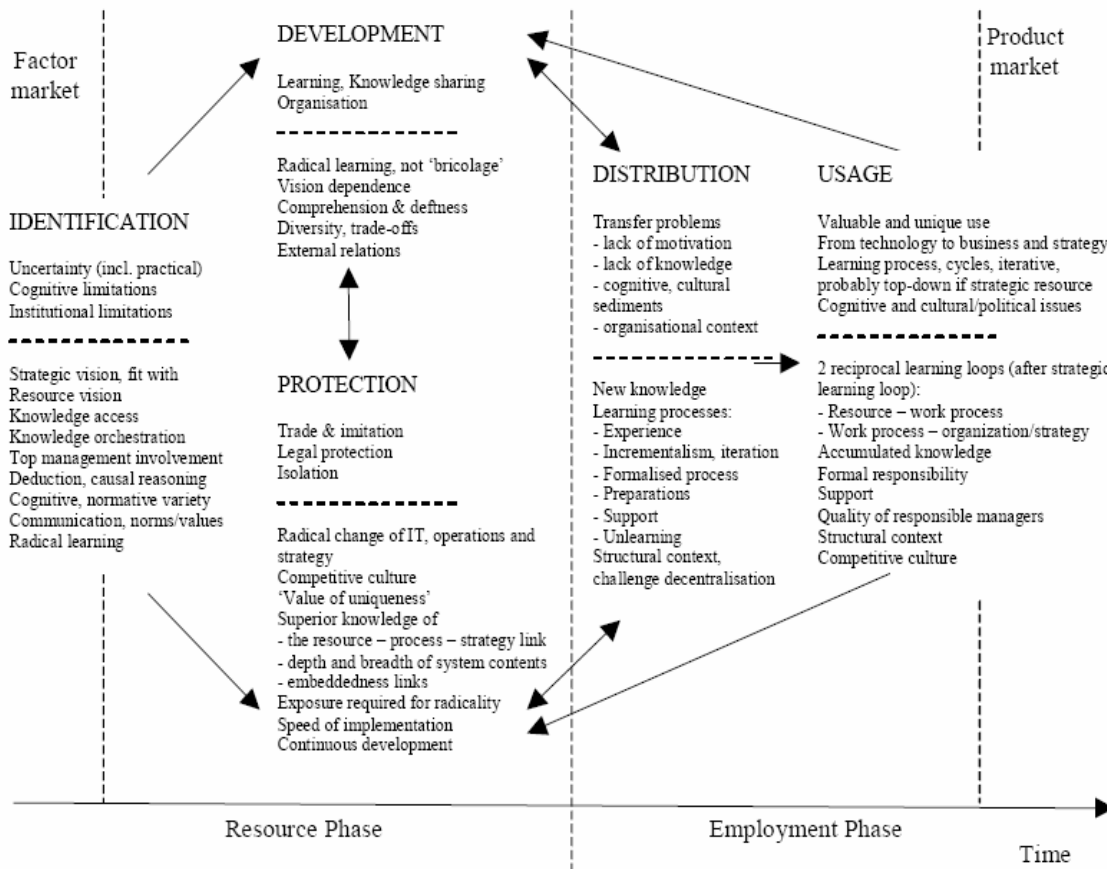 Factor
market
DEVELOPMENT
Learning, Knowledge sharing
Organisation
Radical learning, not ‘bricolage’
Vision dependence
Comprehension & deftness
Diversity, trade-offs
External relations
Product
market
IDENTIFICATION
Uncertainty (incl. practical)
Cognitive limitations
Institutional limitations
Strategic vision, fit with
Resource vision
Knowledge access
Knowledge orchestration
Top management involvement
Deduction, causal reasoning
Cognitive, normative variety
Communication, norms/values
Radical learning
PROTECTION
Trade & imitation
Legal protection
Isolation
Radical change of IT, operations and
strategy
Competitive culture
‘Value of uniqueness’
Superior knowledge of
- the resource – process – strategy link
- depth and breadth of system contents
- embeddedness links
Exposure required for radicality
Speed of implementation
Continuous development
DISTRIBUTION
Transfer problems
- lack of motivation
- lack of knowledge
- cognitive, cultural
sediments
- organisational context
New knowledge
Learning processes:
- Experience
- Incrementalism, iteration
- Formalised process
- Preparations
- Support
- Unlearning
Structural context,
challenge decentralisation
USAGE
Valuable and unique use
From technology to business and strategy
Learning process, cycles, iterative,
probably top-down if strategic resource
Cognitive and cultural/political issues
2 reciprocal learning loops (after strategic
learning loop):
- Resource – work process
- Work process – organization/strategy
Accumulated knowledge
Formal responsibility
Support
Quality of responsible managers
Structural context
Competitive culture
Resource Phase
Employment Phase
Time